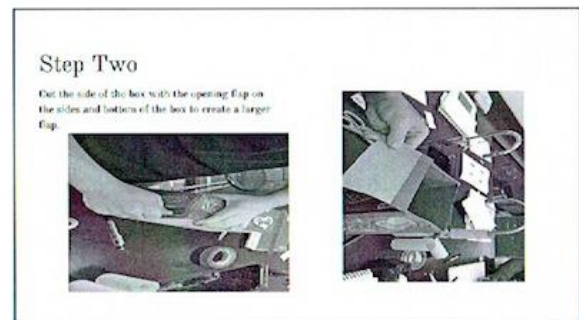 Step Two
Cut the side of the box with the opening flap on
the sides and bottom of the box to create a larger
flap.